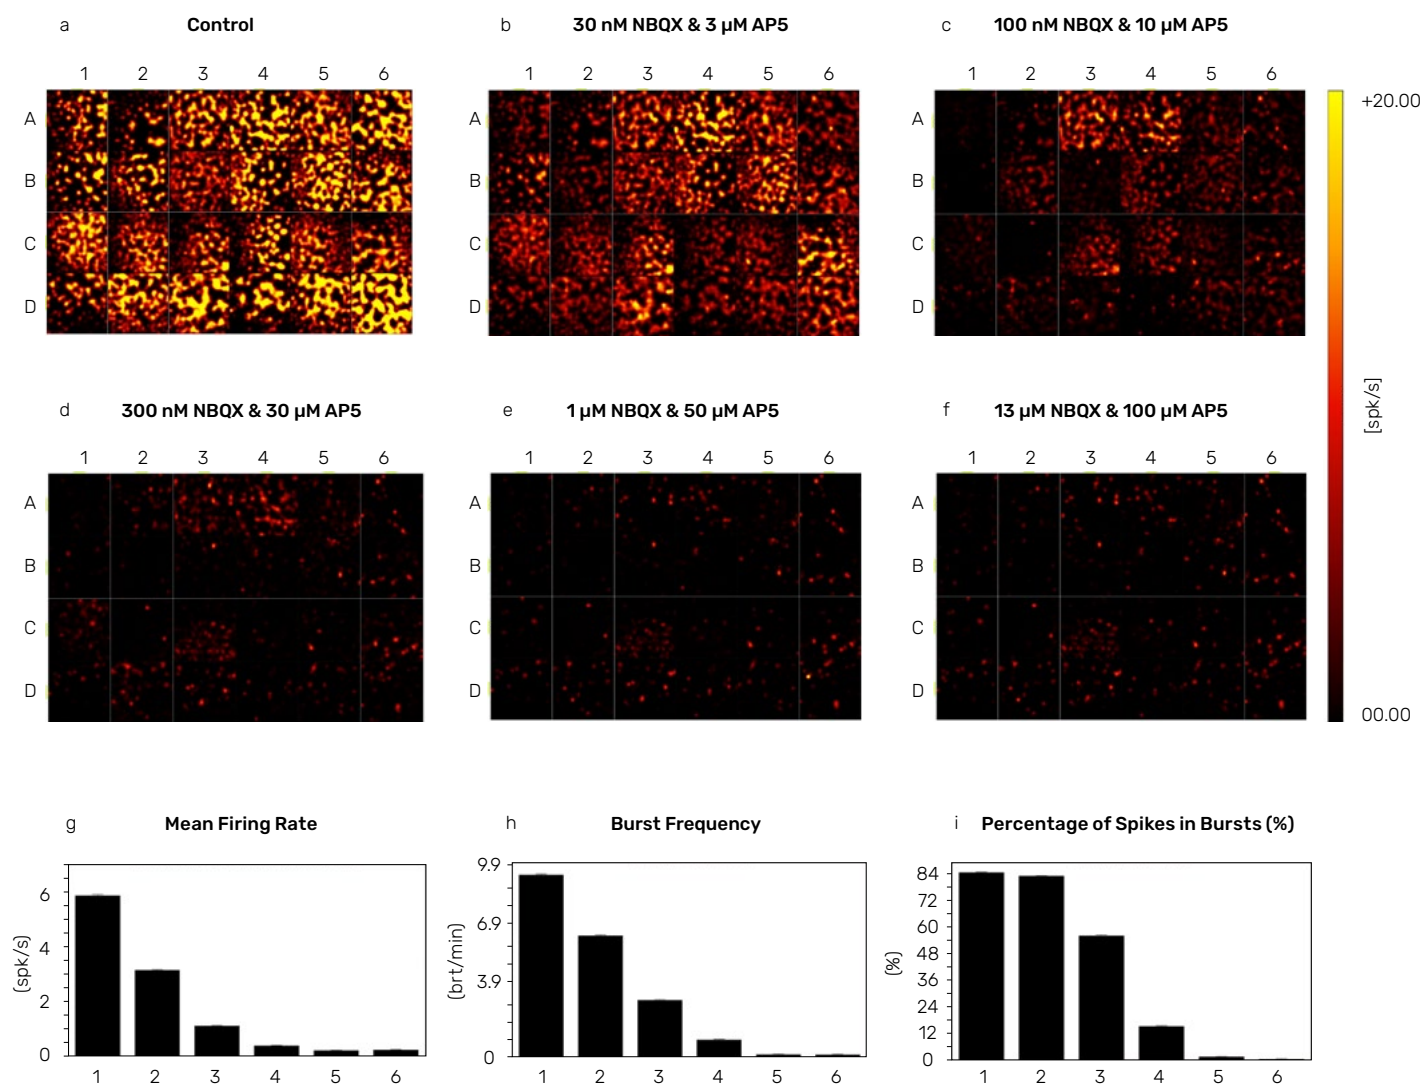 a Control
b 30 nM NBQX & 3 µM AP5
c 100 nM NBQX & 10 µM AP5
1 2 3 4 5 6
1 2 3 4 5 6
1 2 3 4 5 6
A
B
C
D
A
B
C
D
A
B
C
D
+20.00
[spk/s]
00.00
d 300 nM NBQX & 30 µM AP5
e 1 µM NBQX & 50 µM AP5
f 13 µM NBQX & 100 µM AP5
1 2 3 4 5 6
1 2 3 4 5 6
1 2 3 4 5 6
A
B
C
D
A
B
C
D
A
B
C
D
g Mean Firing Rate
(spk/s)
6
4
2
0
1 2 3 4 5 6
h Burst Frequency
(brt/min)
9.9
6.9
3.9
0
1 2 3 4 5 6
i Percentage of Spikes in Bursts (%)
(%)
84
72
60
48
36
24
12
0
1 2 3 4 5 6